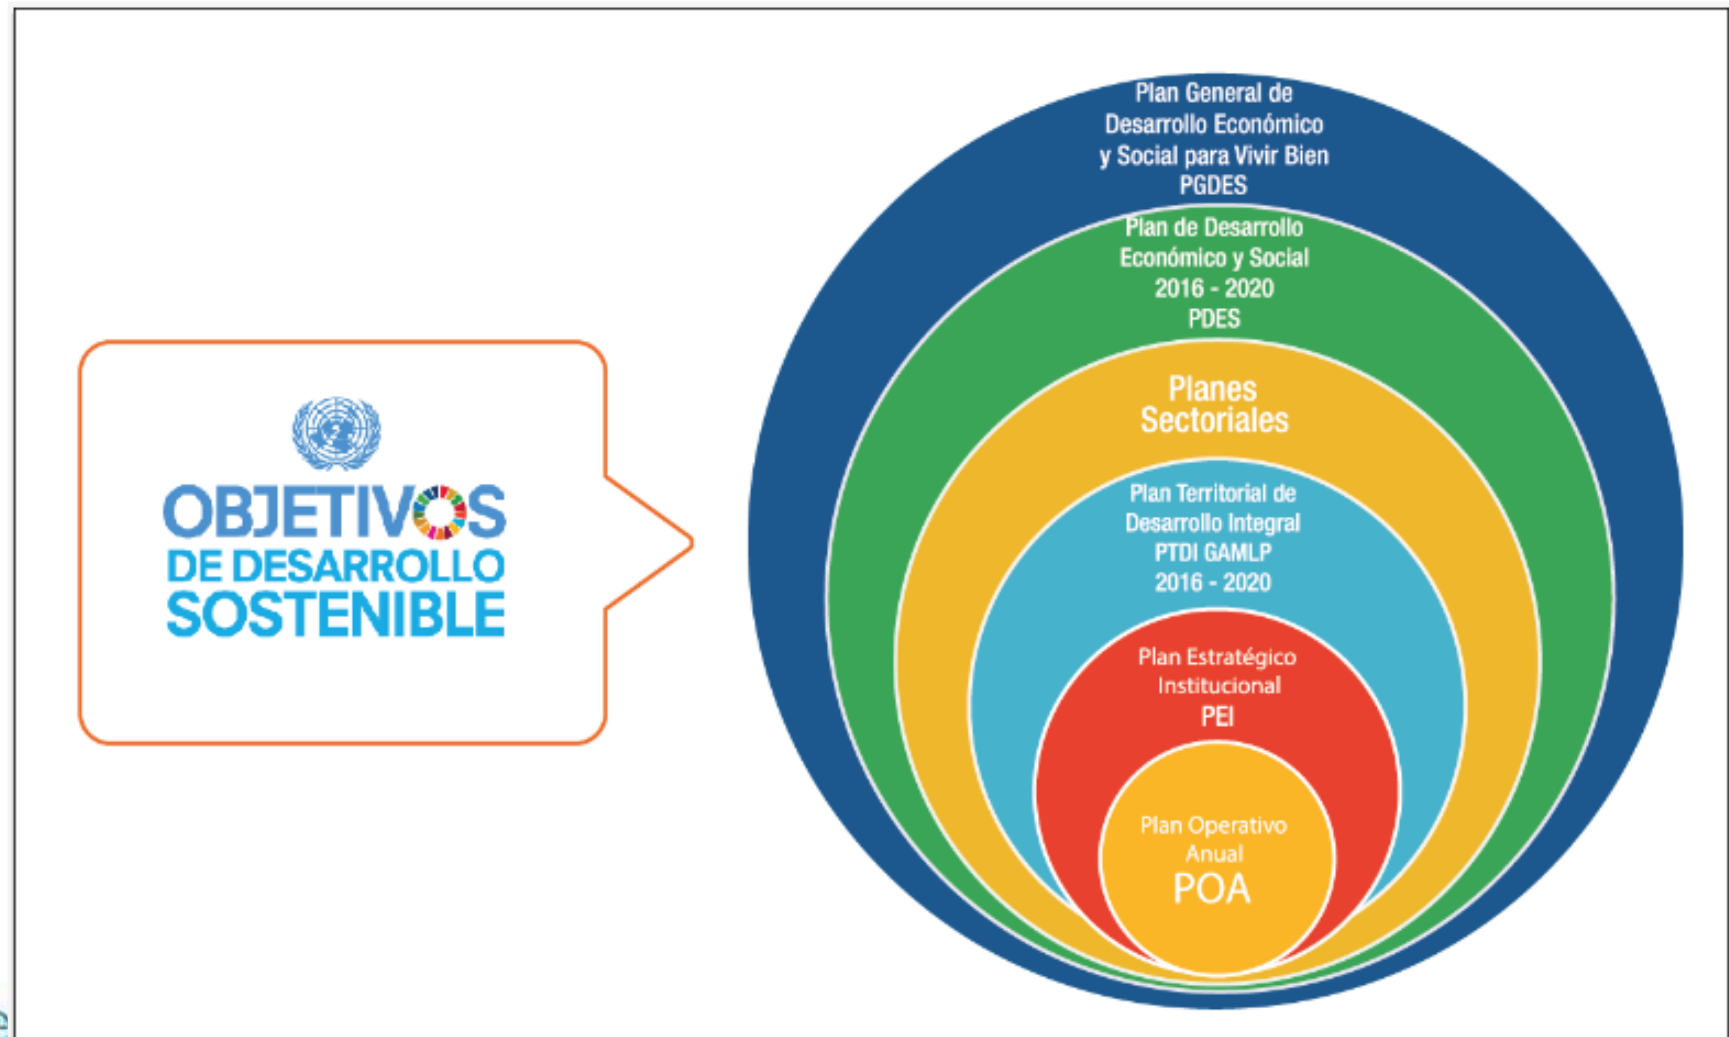 OBJETIVOS
DE DESARROLLO
SOSTENIBLE
Plan General de
Desarrollo Económico
y Social para Vivir Bien
PGDES
Plan de Desarrollo
Económico y Social
2016 - 2020
PDES
Planes
Sectoriales
Plan Territorial de
Desarrollo Integral
PTDI GAMLP
2016 - 2020
Plan Estratégico
Institucional
PEI
Plan Operativo
Anual
POA